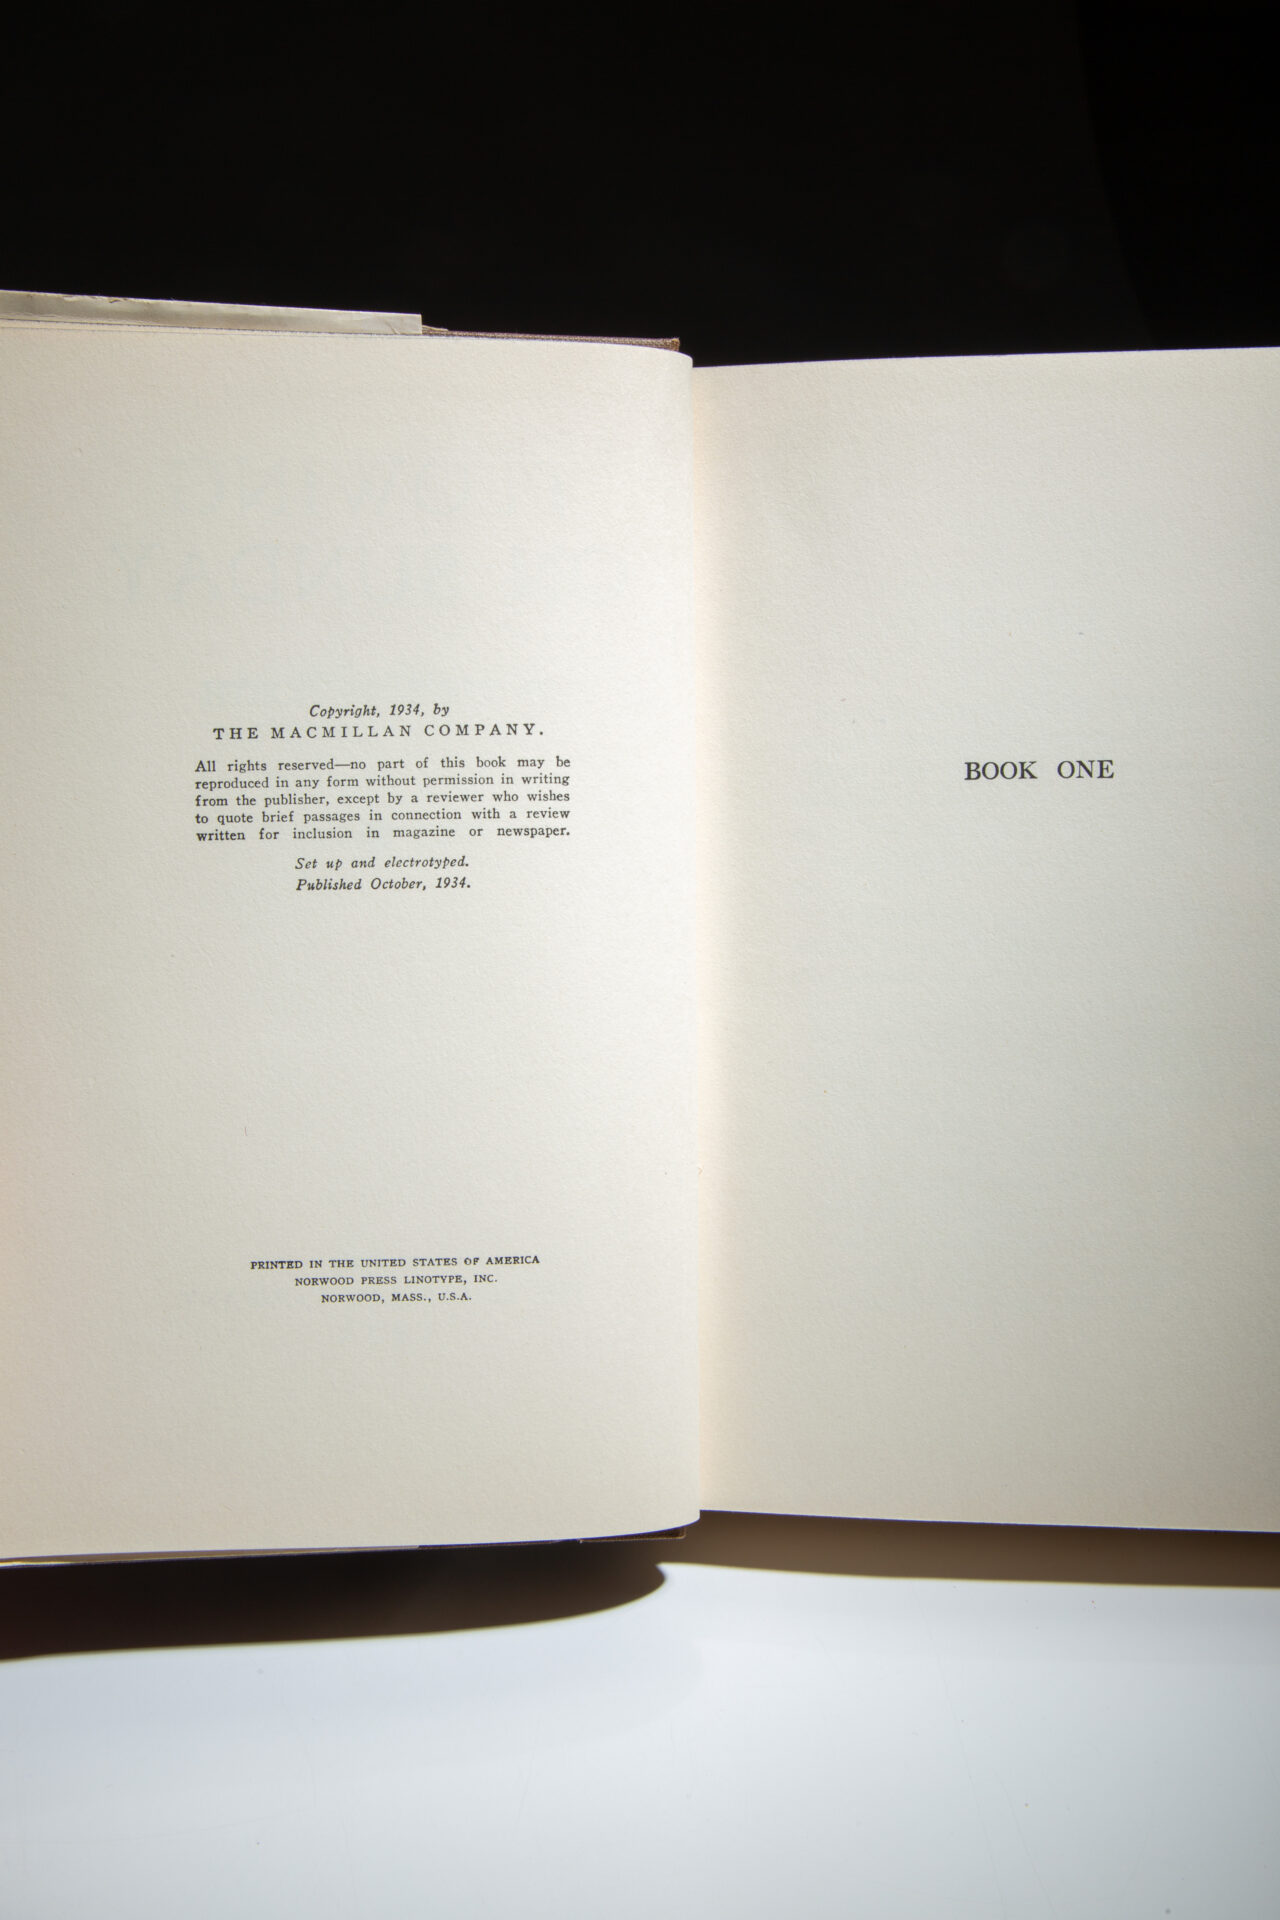 Copyright, 1934, by
THE MACMILLAN COMPANY.
All rights reserved—no part of this book may be
reproduced in any form without permission in writing
from the publisher, except by a reviewer who wishes
to quote brief passages in connection with a review
written for inclusion in magazine or newspaper.
Set up and electrotyped.
Published October, 1934.
PRINTED IN THE UNITED STATES OF AMERICA
NORWOOD PRESS LINOTYPE, INC.
NORWOOD, MASS., U.S.A.
BOOK ONE